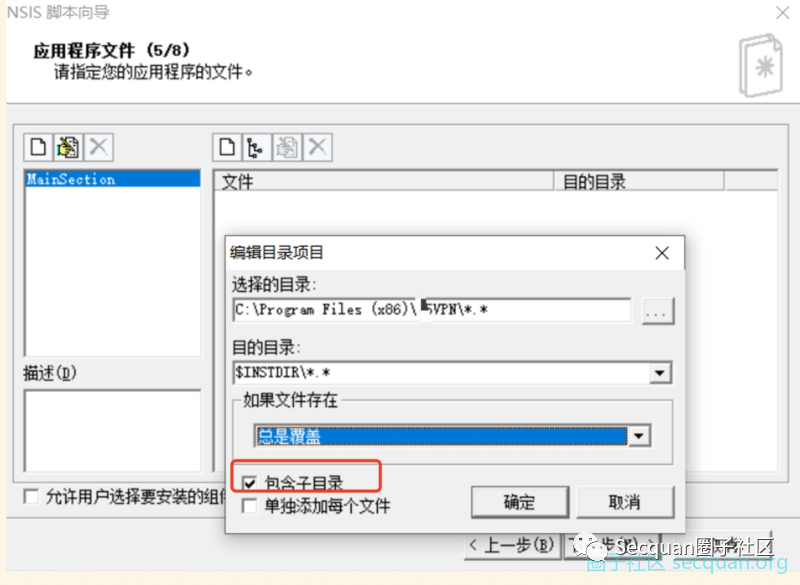 NSIS 脚本向导
应用程序文件 (5/8)
请指定您的应用程序的文件。
MainSection
文件
目的目录
描述(D)
允许用户选择要安装的组
编辑目录项目
选择的目录:
C:\Program Files (x86)\ VPN\*.*
...
目的目录:
$INSTDIR\*.*
如果文件存在
总是覆盖
包含子目录
单独添加每个文件
确定
取消
< 上一步(B)
Secquan圈子社区
圈子社区 secquan.org